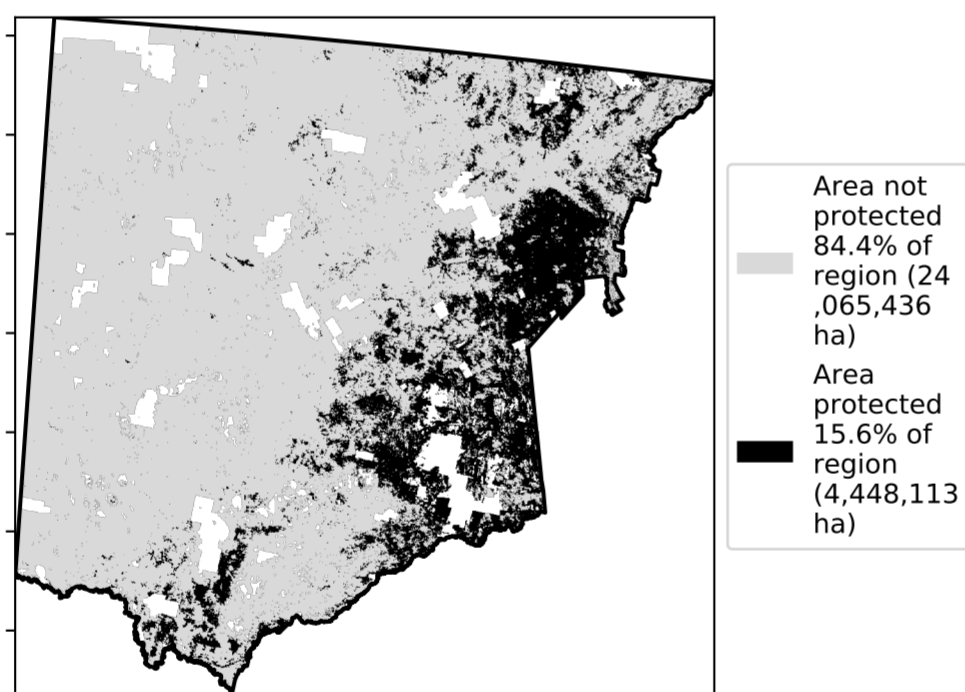 Area not
protected
84.4% of
region (24
,065,436
ha)
Area
protected
15.6% of
region
(4,448,113
ha)